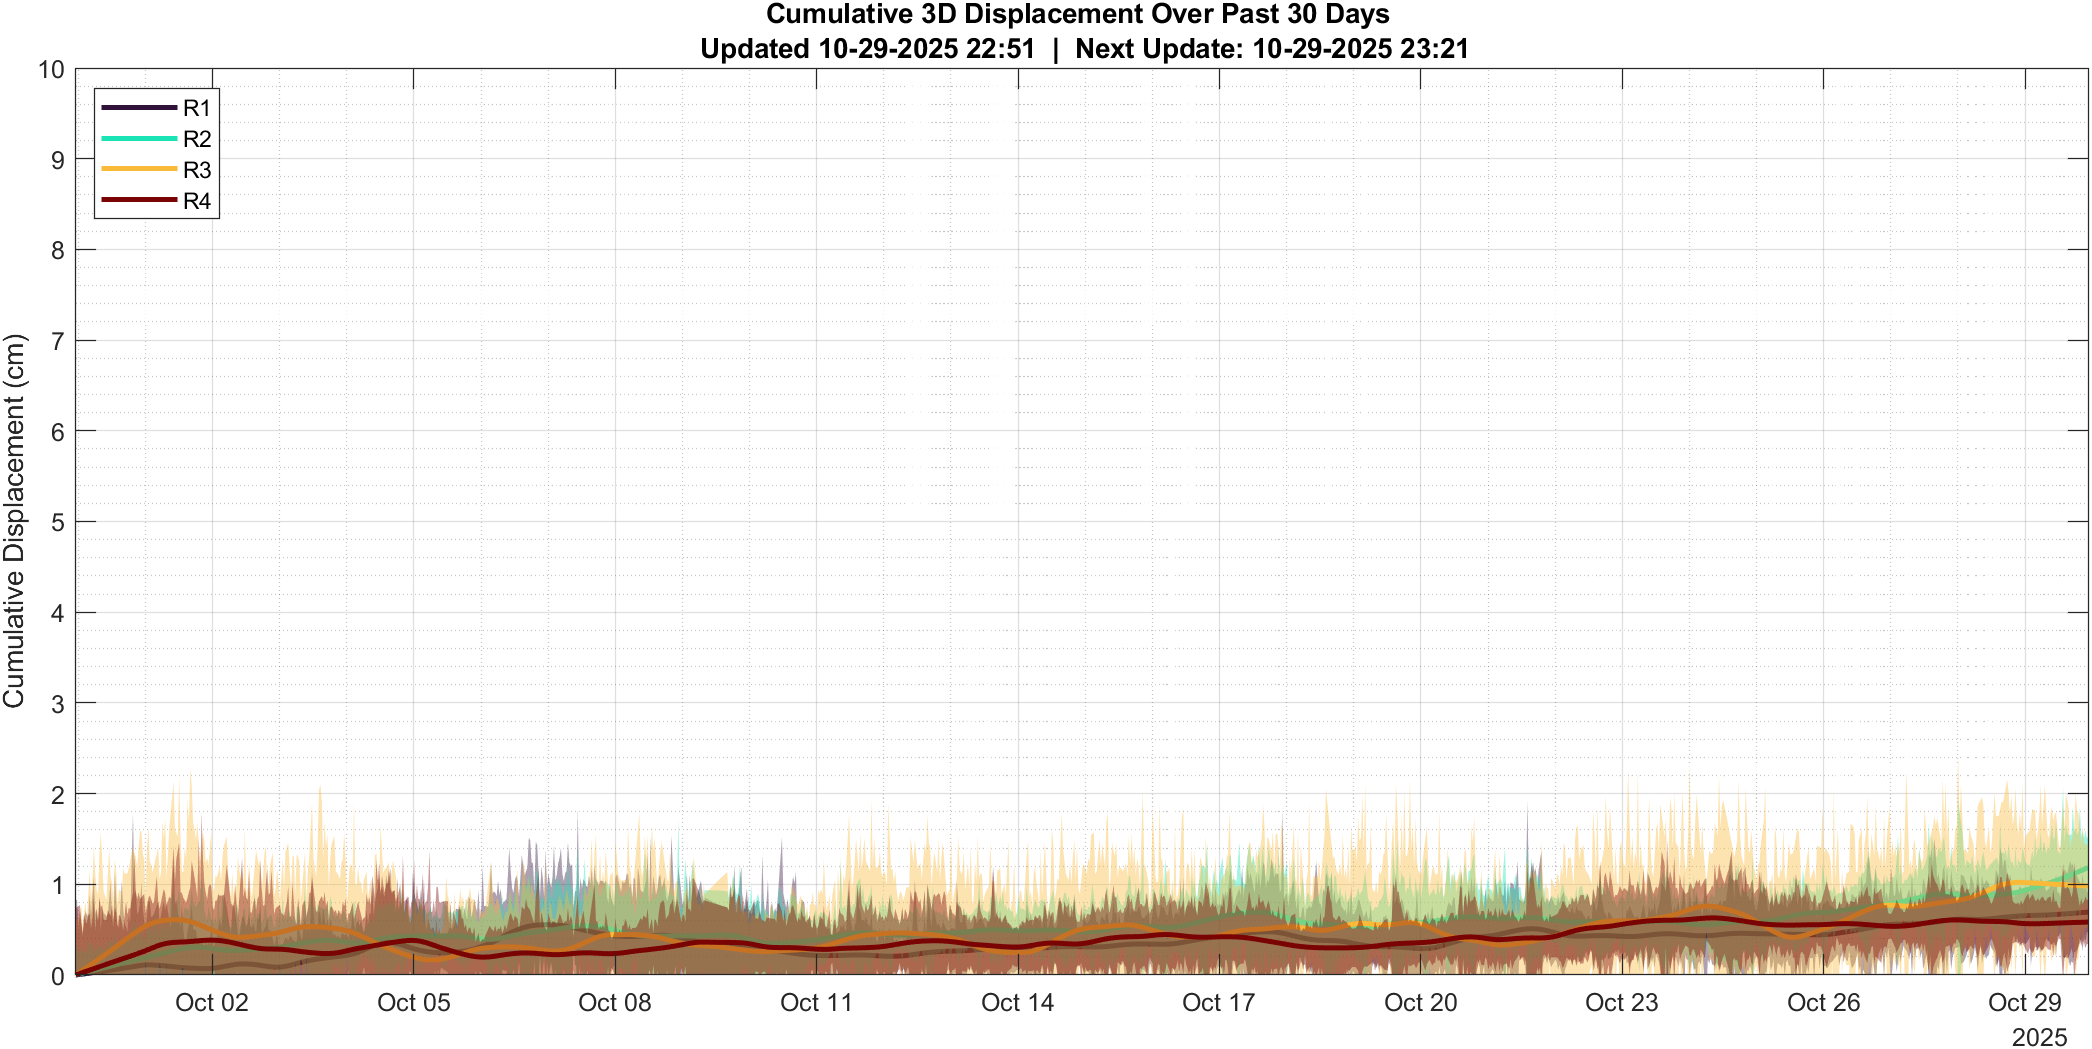 Cumulative 3D Displacement Over Past 30 Days
Updated 10-29-2025 22:51 | Next Update: 10-29-2025 23:21
Cumulative Displacement (cm)
10
9
8
7
6
5
4
3
2
1
0
R1
R2
R3
R4
Oct 02
Oct 05
Oct 08
Oct 11
Oct 14
Oct 17
Oct 20
Oct 23
Oct 26
Oct 29
2025